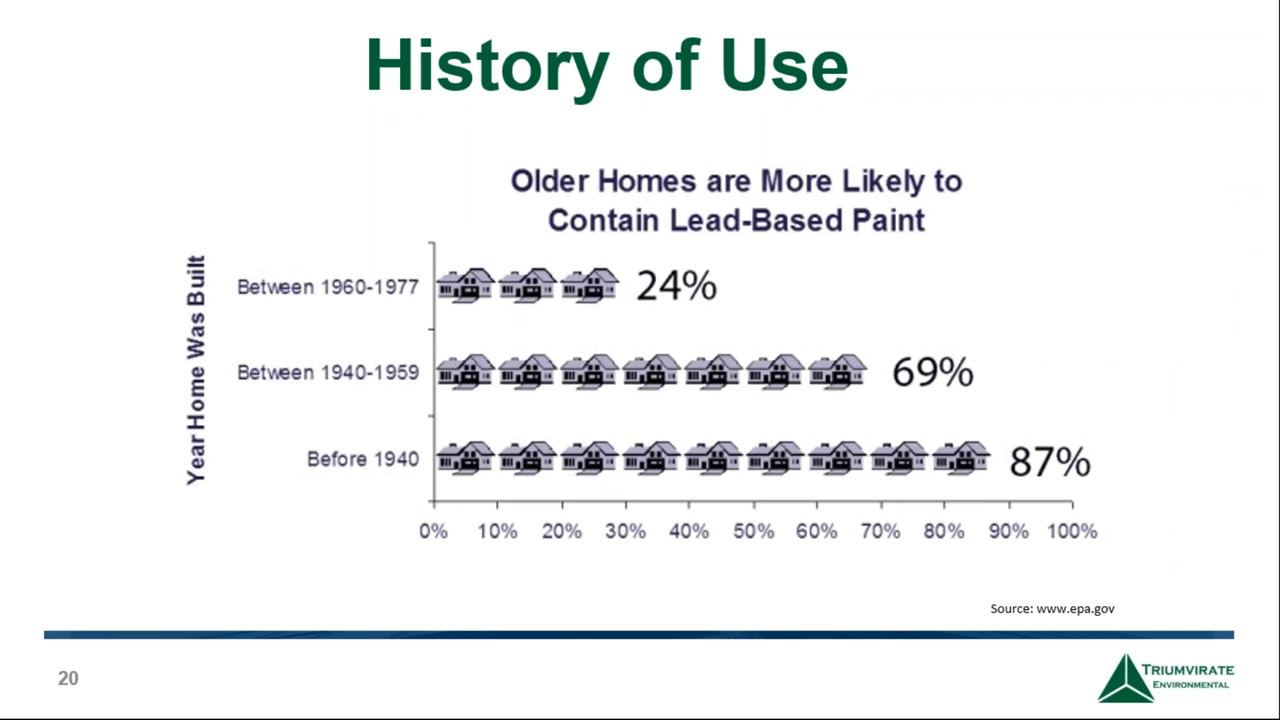 History of Use
Older Homes are More Likely to
Contain Lead-Based Paint
Year Home Was Built
Between 1960-1977 24%
Between 1940-1959 69%
Before 1940 87%
0% 10% 20% 30% 40% 50% 60% 70% 80% 90% 100%
Source: www.epa.gov
20
TRIUMVIRATE
ENVIRONMENTAL